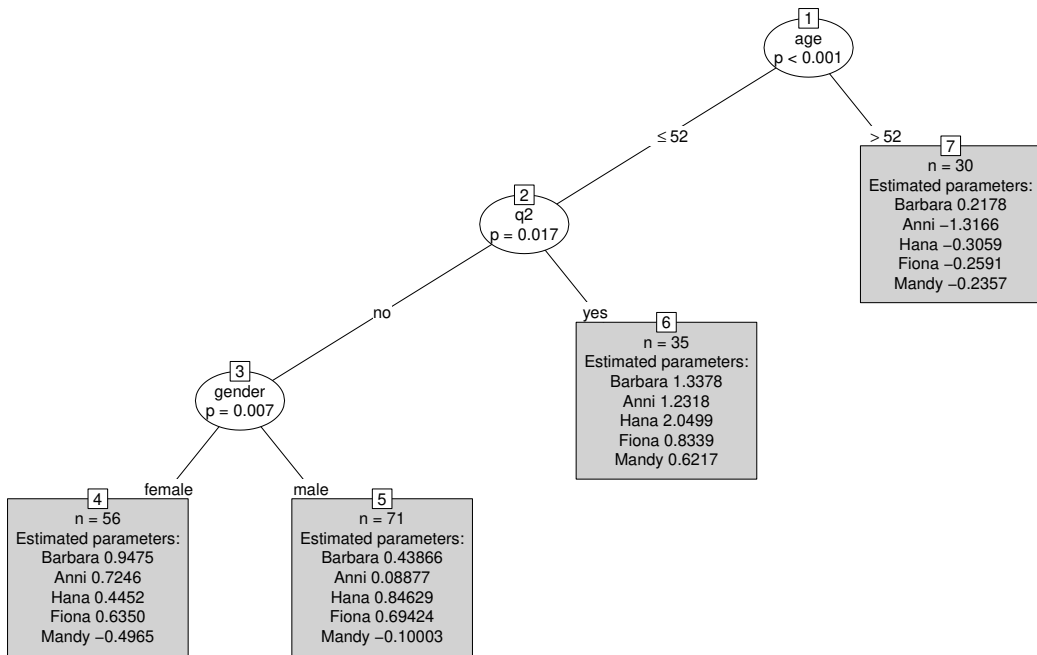 1
age
p < 0.001
≤ 52
> 52
2
q2
p = 0.017
7
n = 30
Estimated parameters:
Barbara 0.2178
Anni −1.3166
Hana −0.3059
Fiona −0.2591
Mandy −0.2357
no
yes
3
gender
p = 0.007
6
n = 35
Estimated parameters:
Barbara 1.3378
Anni 1.2318
Hana 2.0499
Fiona 0.8339
Mandy 0.6217
female
male
4
n = 56
Estimated parameters:
Barbara 0.9475
Anni 0.7246
Hana 0.4452
Fiona 0.6350
Mandy −0.4965
5
n = 71
Estimated parameters:
Barbara 0.43866
Anni 0.08877
Hana 0.84629
Fiona 0.69424
Mandy −0.10003